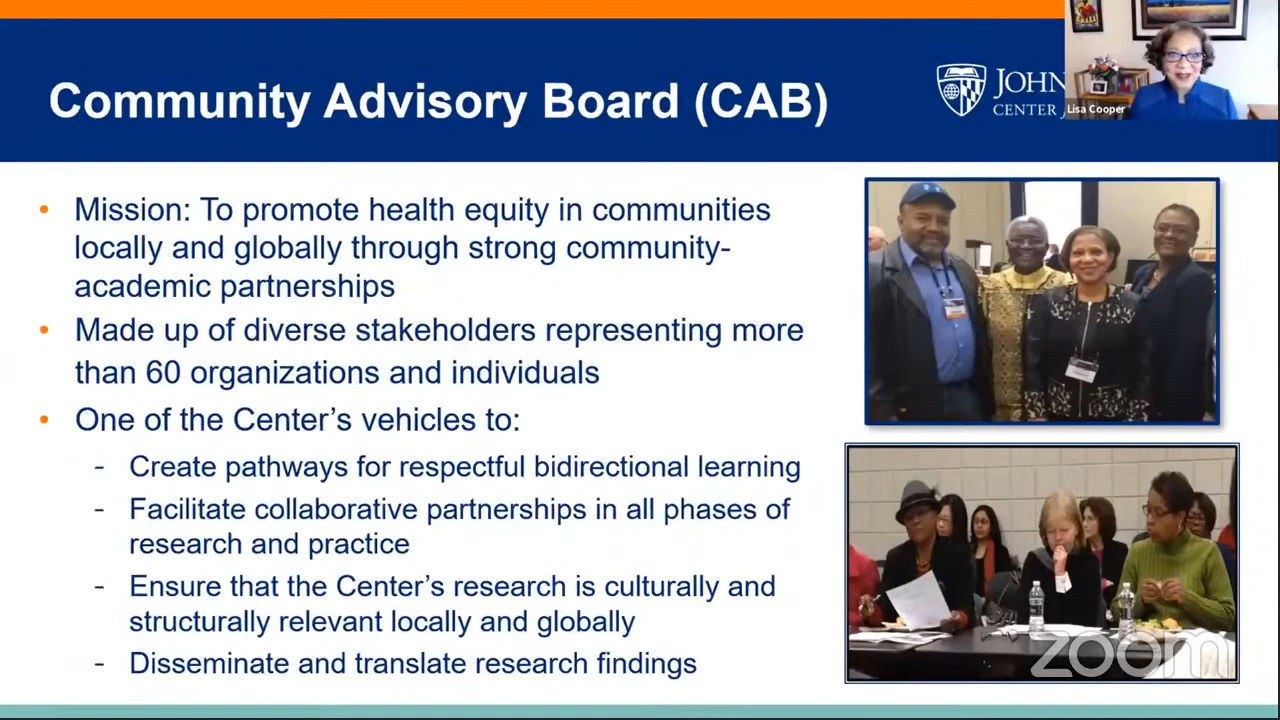 Community Advisory Board (CAB)
JOHN
CENTER
Lisa Cooper
• Mission: To promote health equity in communities
locally and globally through strong community-
academic partnerships
• Made up of diverse stakeholders representing more
than 60 organizations and individuals
• One of the Center’s vehicles to:
- Create pathways for respectful bidirectional learning
- Facilitate collaborative partnerships in all phases of
research and practice
- Ensure that the Center’s research is culturally and
structurally relevant locally and globally
- Disseminate and translate research findings
zoom